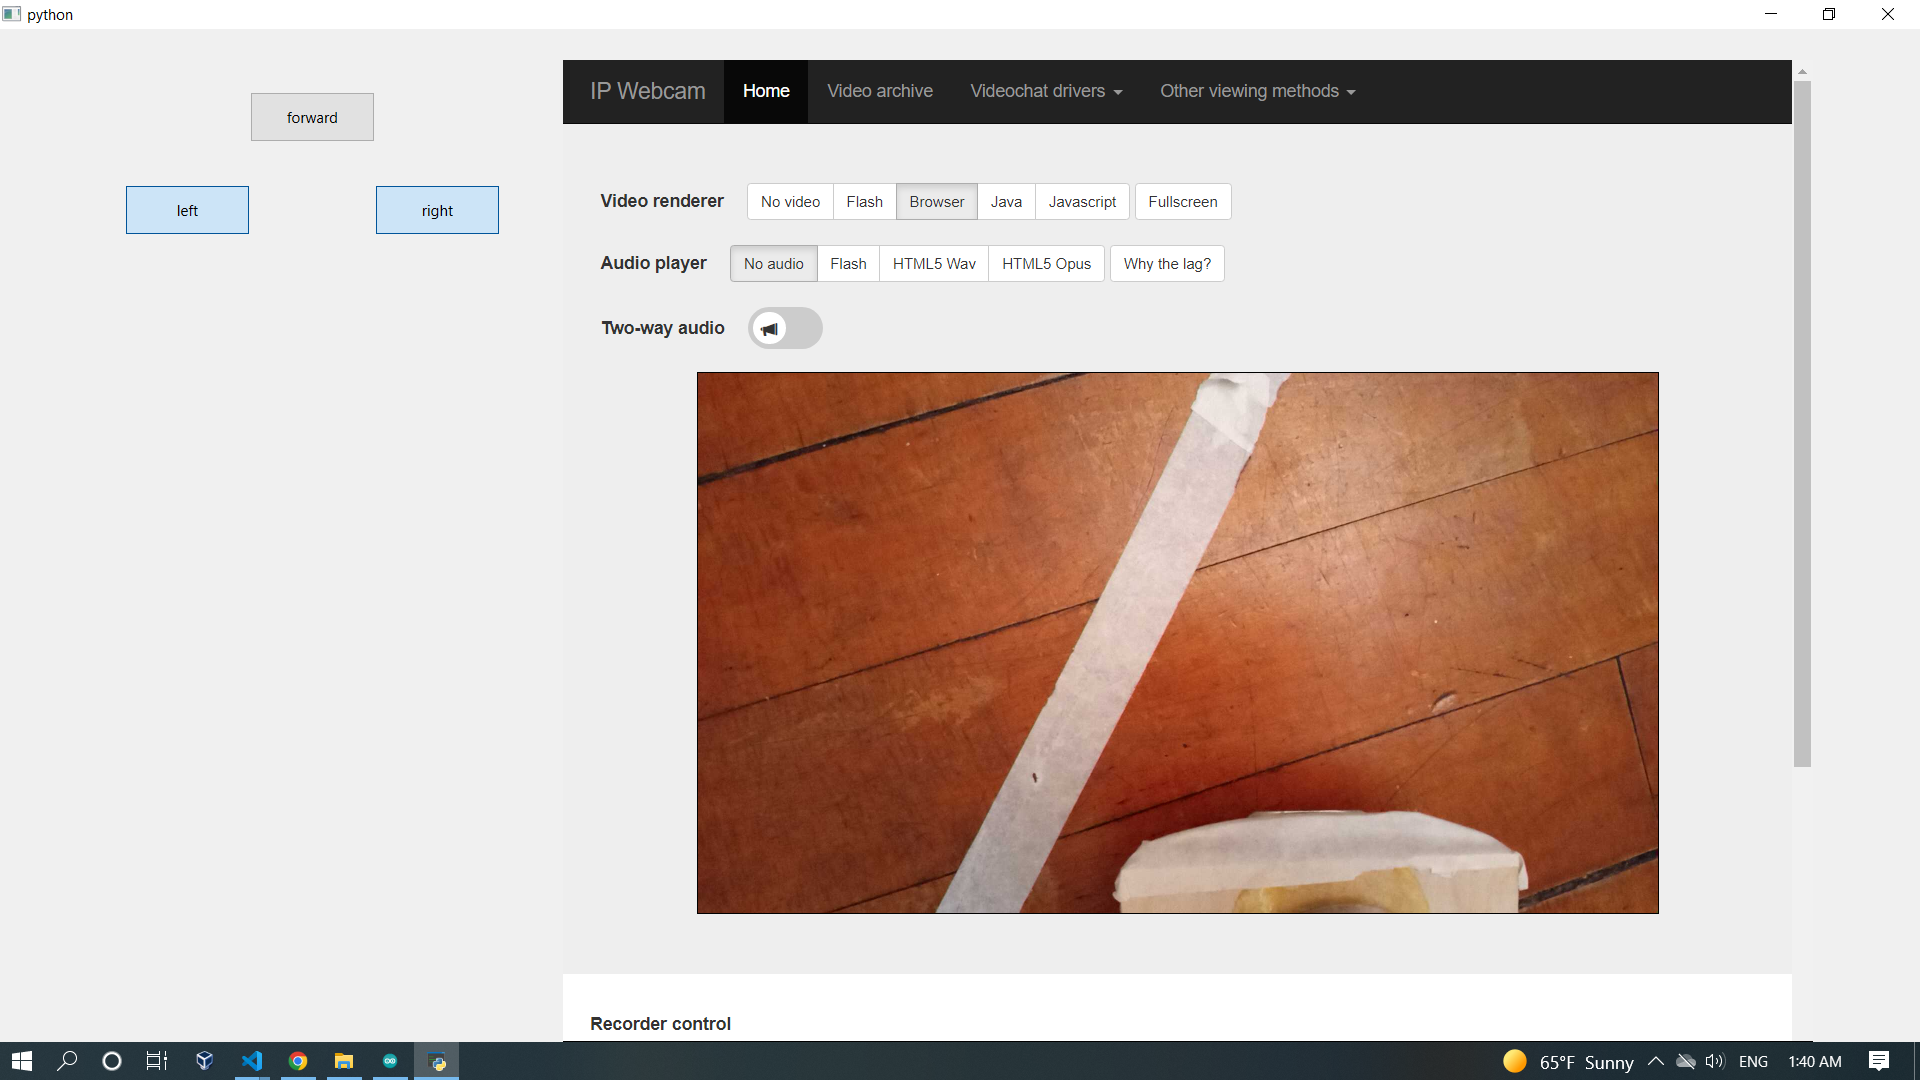 python
forward
left right
IP Webcam Home Video archive Videochat drivers Other viewing methods
Video renderer No video Flash Browser Java Javascript Fullscreen
Audio player No audio Flash HTML5 Wav HTML5 Opus Why the lag?
Two-way audio
Recorder control
65°F Sunny ENG 1:40 AM